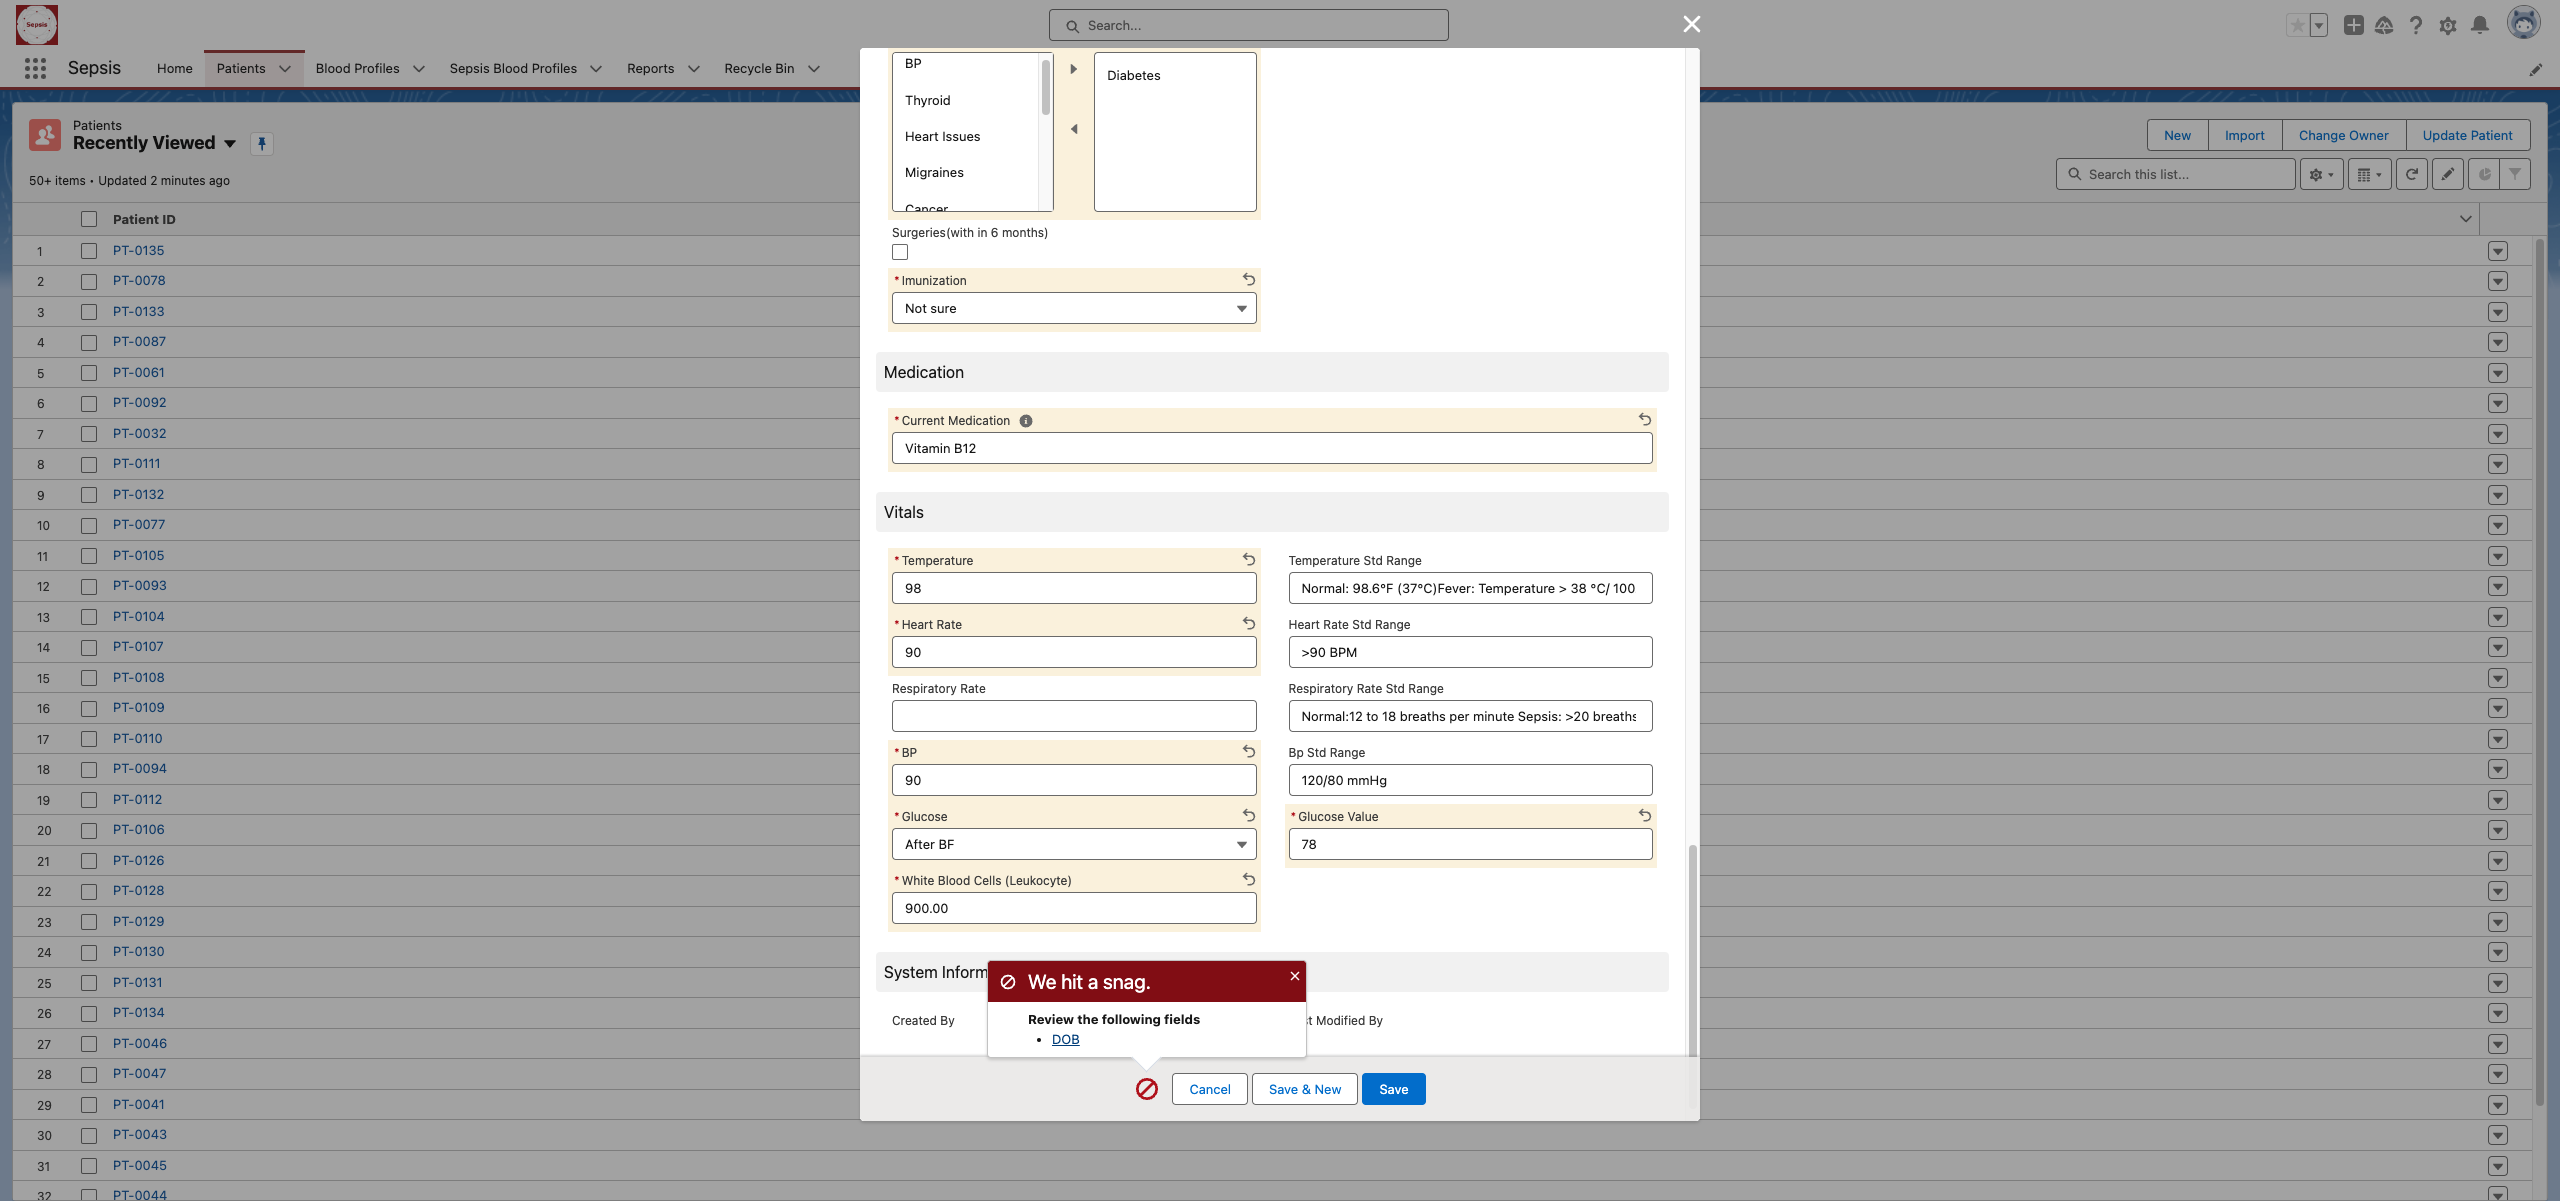 Sepsis
Search...
Sepsis
Home
Patients
Blood Profiles
Sepsis Blood Profiles
Reports
Recycle Bin
Patients
Recently Viewed
50+ items • Updated 2 minutes ago
New
Import
Change Owner
Update Patient
Search this list...
Patient ID
1 PT-0135
2 PT-0078
3 PT-0133
4 PT-0087
5 PT-0061
6 PT-0092
7 PT-0032
8 PT-0111
9 PT-0132
10 PT-0077
11 PT-0105
12 PT-0093
13 PT-0104
14 PT-0107
15 PT-0108
16 PT-0109
17 PT-0110
18 PT-0094
19 PT-0112
20 PT-0106
21 PT-0126
22 PT-0128
23 PT-0129
24 PT-0130
25 PT-0131
26 PT-0134
27 PT-0046
28 PT-0047
29 PT-0041
30 PT-0043
31 PT-0045
32 PT-0044
BP
Thyroid
Heart Issues
Migraines
Cancer
Diabetes
Surgeries(with in 6 months)
* Imunization
Not sure
Medication
* Current Medication
Vitamin B12
Vitals
* Temperature
98
Temperature Std Range
Normal: 98.6°F (37°C)Fever: Temperature > 38 °C/ 100
* Heart Rate
90
Heart Rate Std Range
>90 BPM
Respiratory Rate
Respiratory Rate Std Range
Normal:12 to 18 breaths per minute Sepsis: >20 breaths
* BP
90
Bp Std Range
120/80 mmHg
* Glucose
After BF
* Glucose Value
78
* White Blood Cells (Leukocyte)
900.00
System Inform
We hit a snag.
Review the following fields
• DOB
Created By
t Modified By
Cancel
Save & New
Save